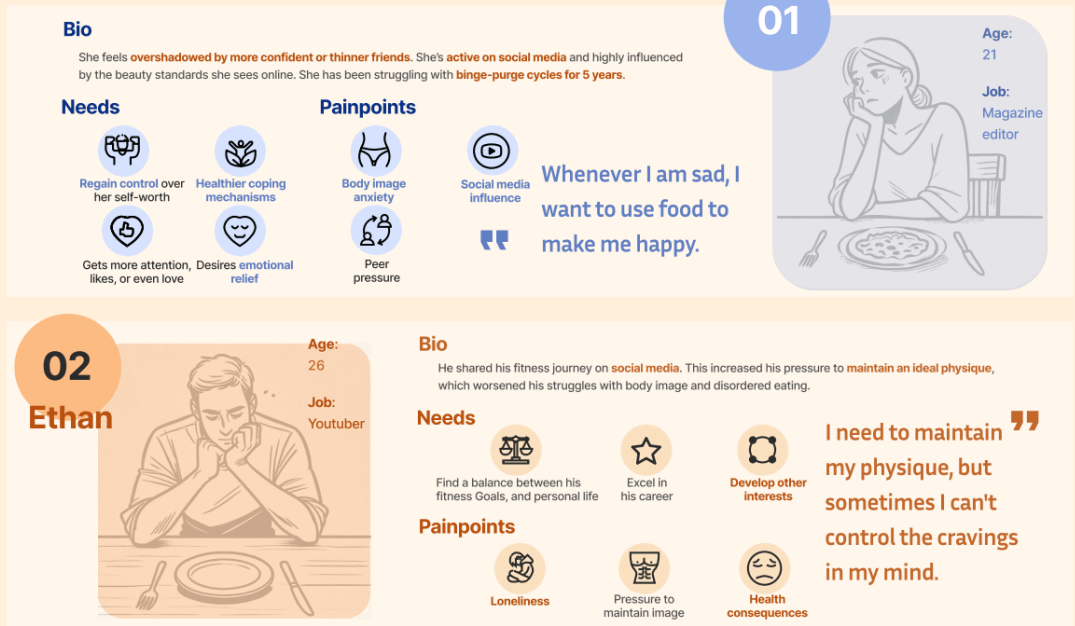 01
Age:
21
Job:
Magazine
editor
Bio
She feels overshadowed by more confident or thinner friends. She's active on social media and highly influenced
by the beauty standards she sees online. She has been struggling with binge-purge cycles for 5 years.
Needs
Regain control over
her self-worth
Healthier coping
mechanisms
Gets more attention,
likes, or even love
Desires emotional
relief
Painpoints
Body image
anxiety
Social media
influence
Peer
pressure
Whenever I am sad, I
want to use food to
make me happy.
"
02
Ethan
Age:
26
Job:
Youtuber
Bio
He shared his fitness journey on social media. This increased his pressure to maintain an ideal physique,
which worsened his struggles with body image and disordered eating.
Needs
Find a balance between his
fitness Goals, and personal life
Excel in
his career
Develop other
interests
Painpoints
Loneliness
Pressure to
maintain image
Health
consequences
I need to maintain "
my physique, but
sometimes I can't
control the cravings
in my mind.